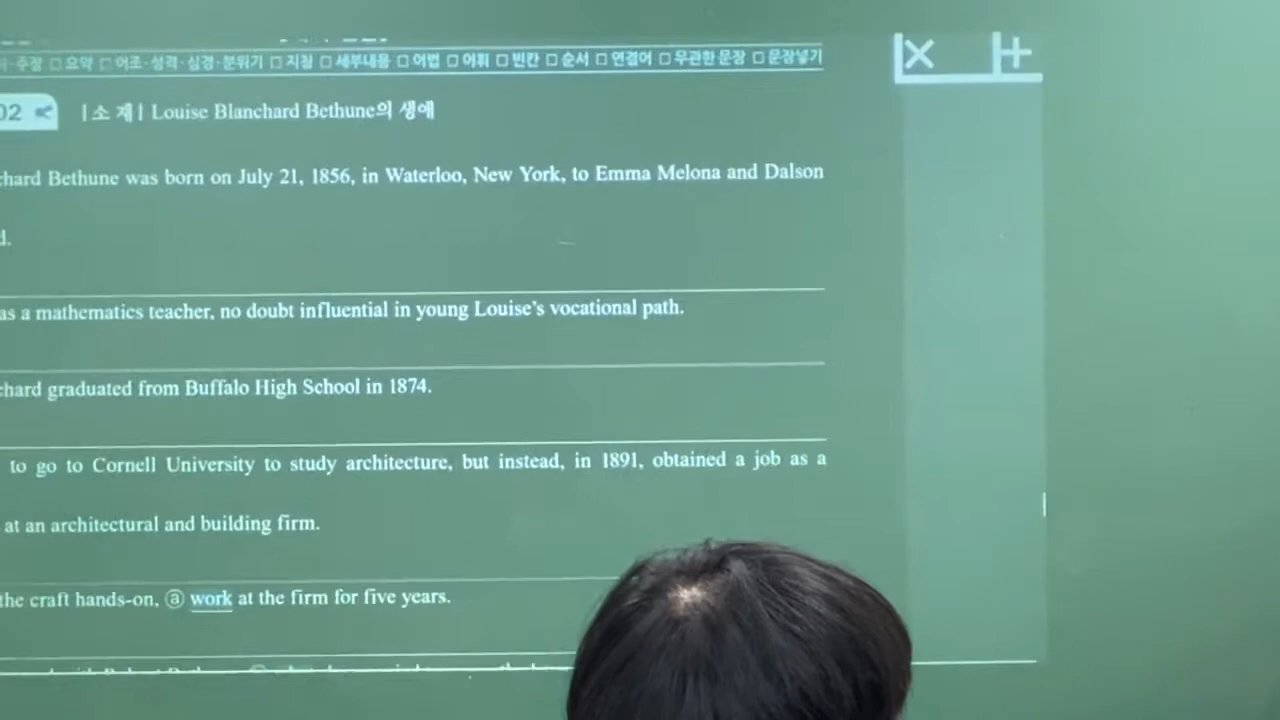 주장 □ 요약 □ 어조·성격·심경·분위기 □ 지칭 □ 세부내용 □ 어법 □ 어휘 □ 빈칸 □ 순서 □ 연결어 □ 무관한 문장 □ 문장넣기
02 | 소 재 | Louise Blanchard Bethune의 생애
chard Bethune was born on July 21, 1856, in Waterloo, New York, to Emma Melona and Dalson
d.
as a mathematics teacher, no doubt influential in young Louise's vocational path.
chard graduated from Buffalo High School in 1874.
to go to Cornell University to study architecture, but instead, in 1891, obtained a job as a
at an architectural and building firm.
the craft hands-on, ⓐ work at the firm for five years.